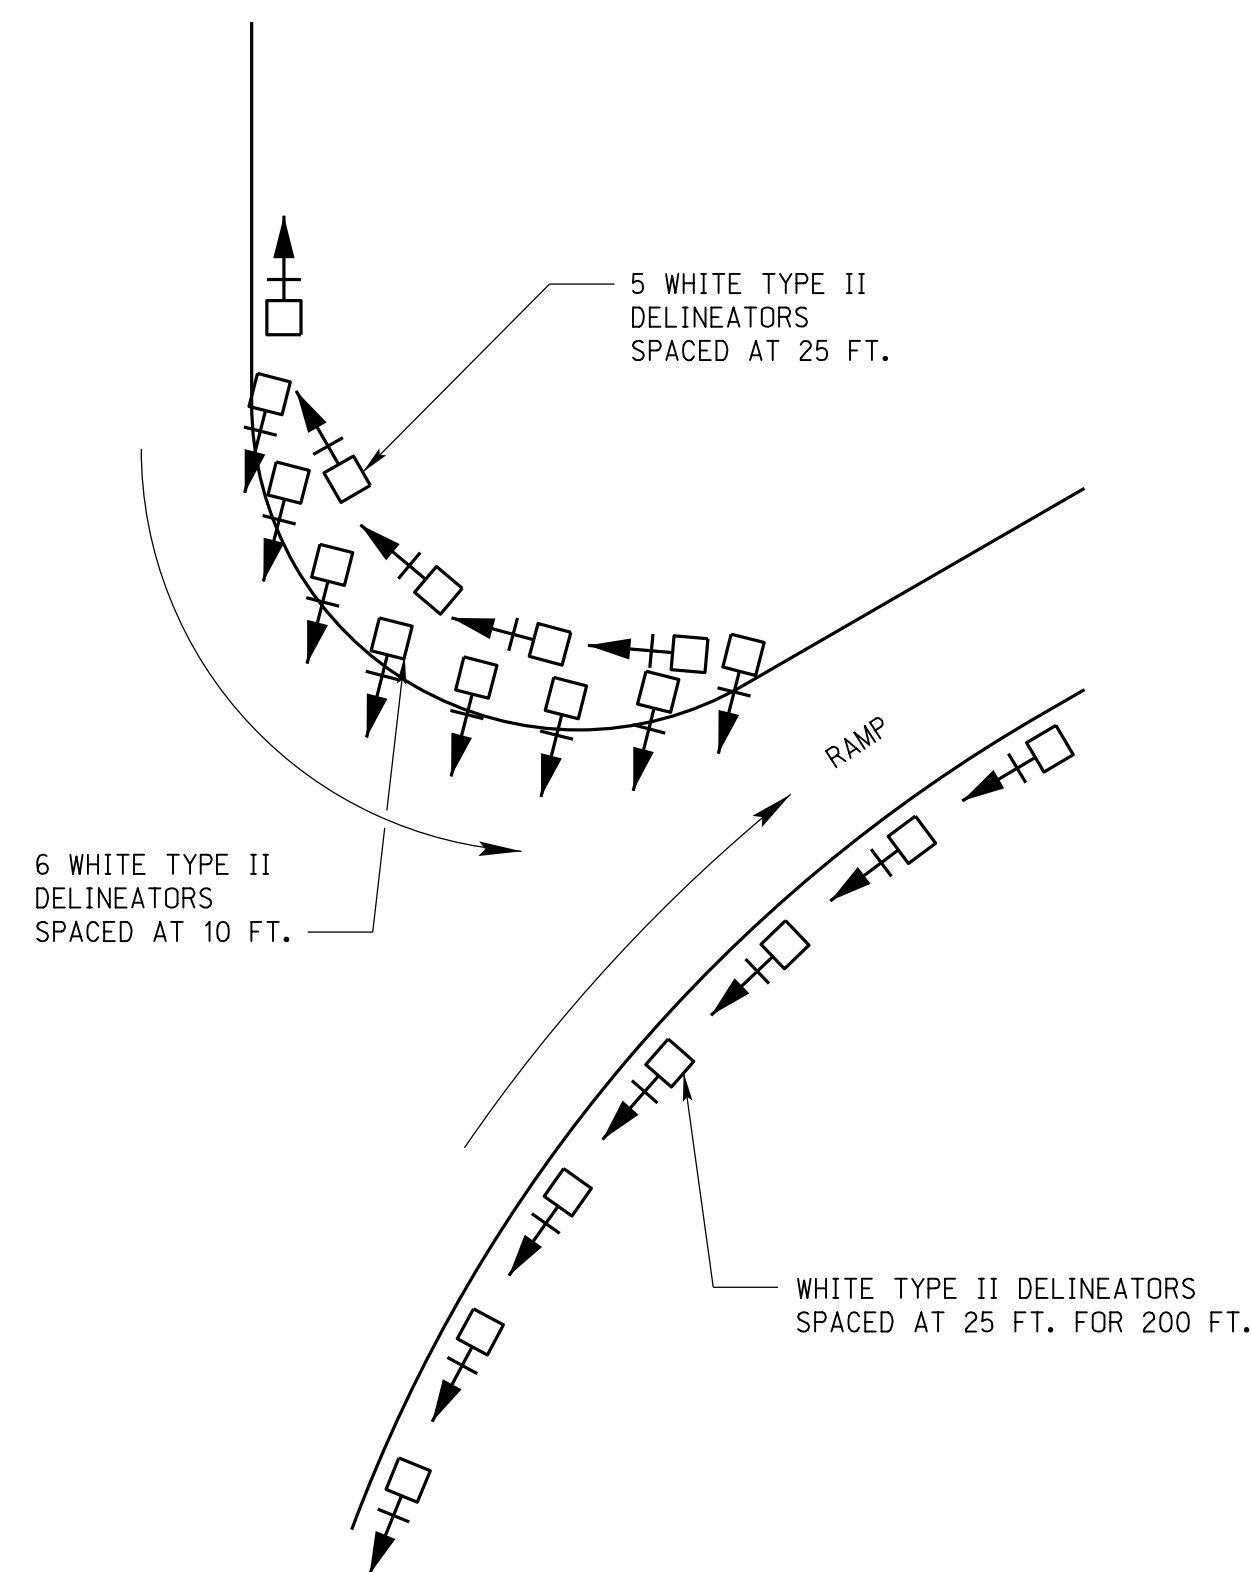 5 WHITE TYPE II
DELINEATORS
SPACED AT 25 FT.
RAMP
6 WHITE TYPE II
DELINEATORS
SPACED AT 10 FT.
WHITE TYPE II DELINEATORS
SPACED AT 25 FT. FOR 200 FT.